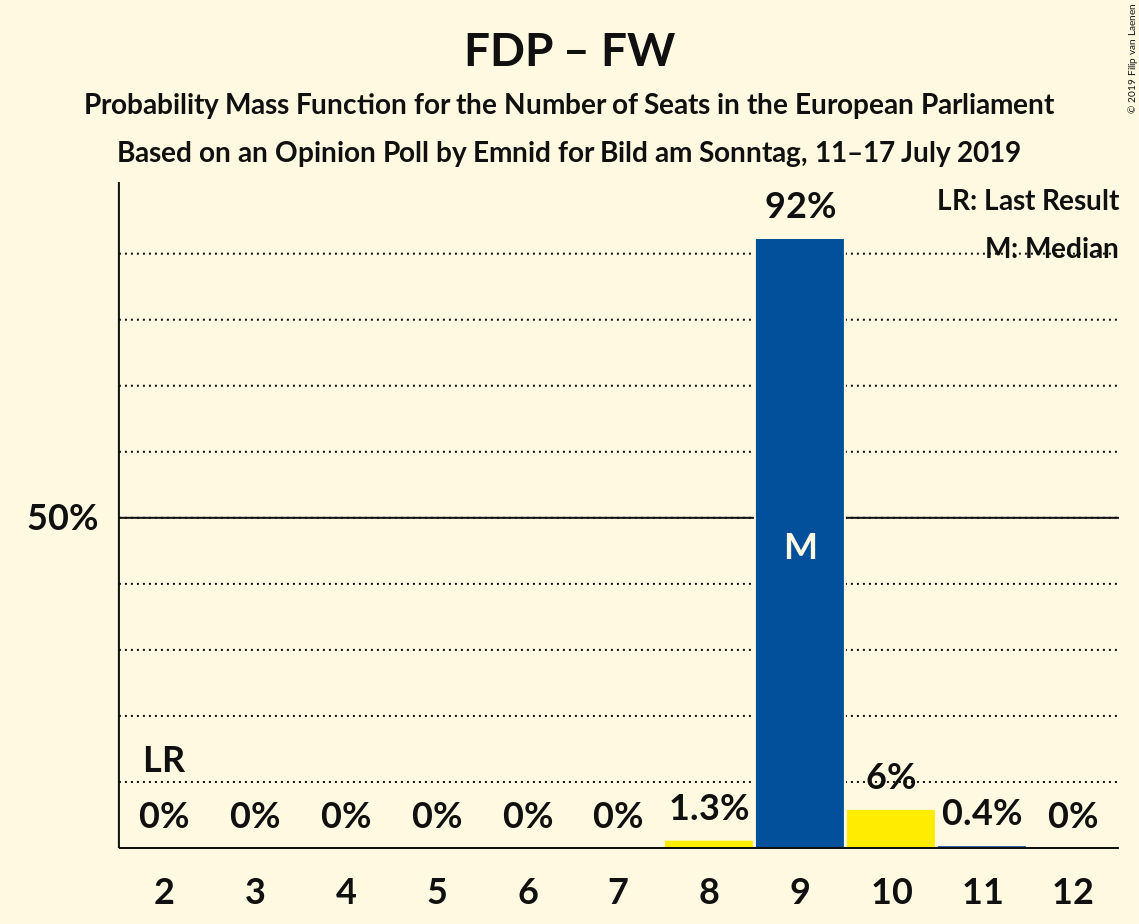 FDP – FW
Probability Mass Function for the Number of Seats in the European Parliament
Based on an Opinion Poll by Emnid for Bild am Sonntag, 11–17 July 2019
© 2019 Filip van Laenen
LR: Last Result
M: Median
92%
50%
M
LR
0% 0% 0% 0% 0% 0% 1.3% 6% 0.4% 0%
2 3 4 5 6 7 8 9 10 11 12